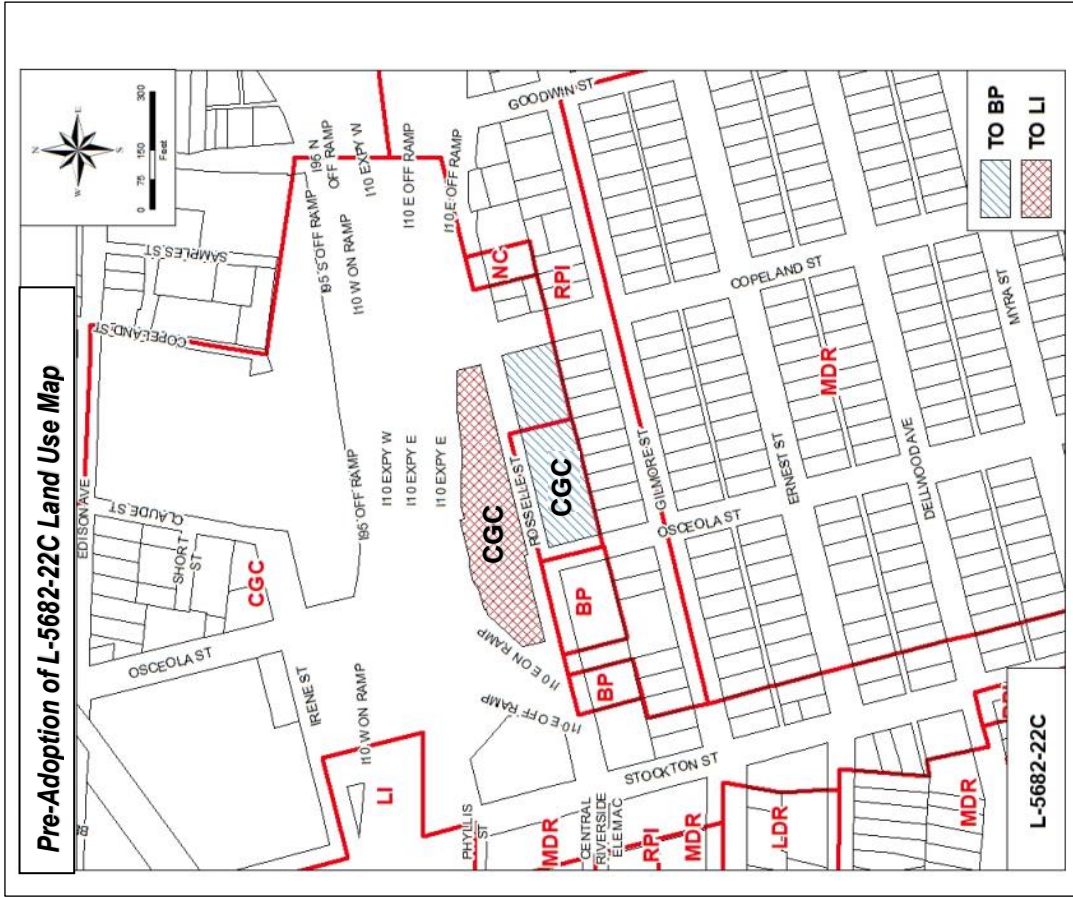 Pre-Adoption of L-5682-22C Land Use Map
N
W
E
S
0 75 150 300
Feet
EDISON AVE
COPELAND ST
SAMPLES ST
CLAUDE ST
SHORT
ST
CGC
OSCEOLA ST
IRENE ST
I95 S OFF RAMP
I95 N
OFF RAMP
I10 EXPY W
I10 W ON RAMP
I10 E OFF RAMP
I10 E OFF RAMP
I95 OFF RAMP
I10 EXPY W
I10 EXPY E
I10 EXPY E
I10 W ON RAMP
LI
GOODWIN ST
NC
RPI
CGC
ROSSELLE ST
CGC
BP
BP
I10 E ON RAMP
I10 E OFF RAMP
GILMORE ST
OSCEOLA ST
COPELAND ST
ERNEST ST
MDR
DELLWOOD AVE
MYRA ST
STOCKTON ST
PHYLLIS
ST
MDR
CENTRAL
RIVERSIDE
ELEMAC
RPI
MDR
LDR
MDR
TO BP
TO LI
L-5682-22C